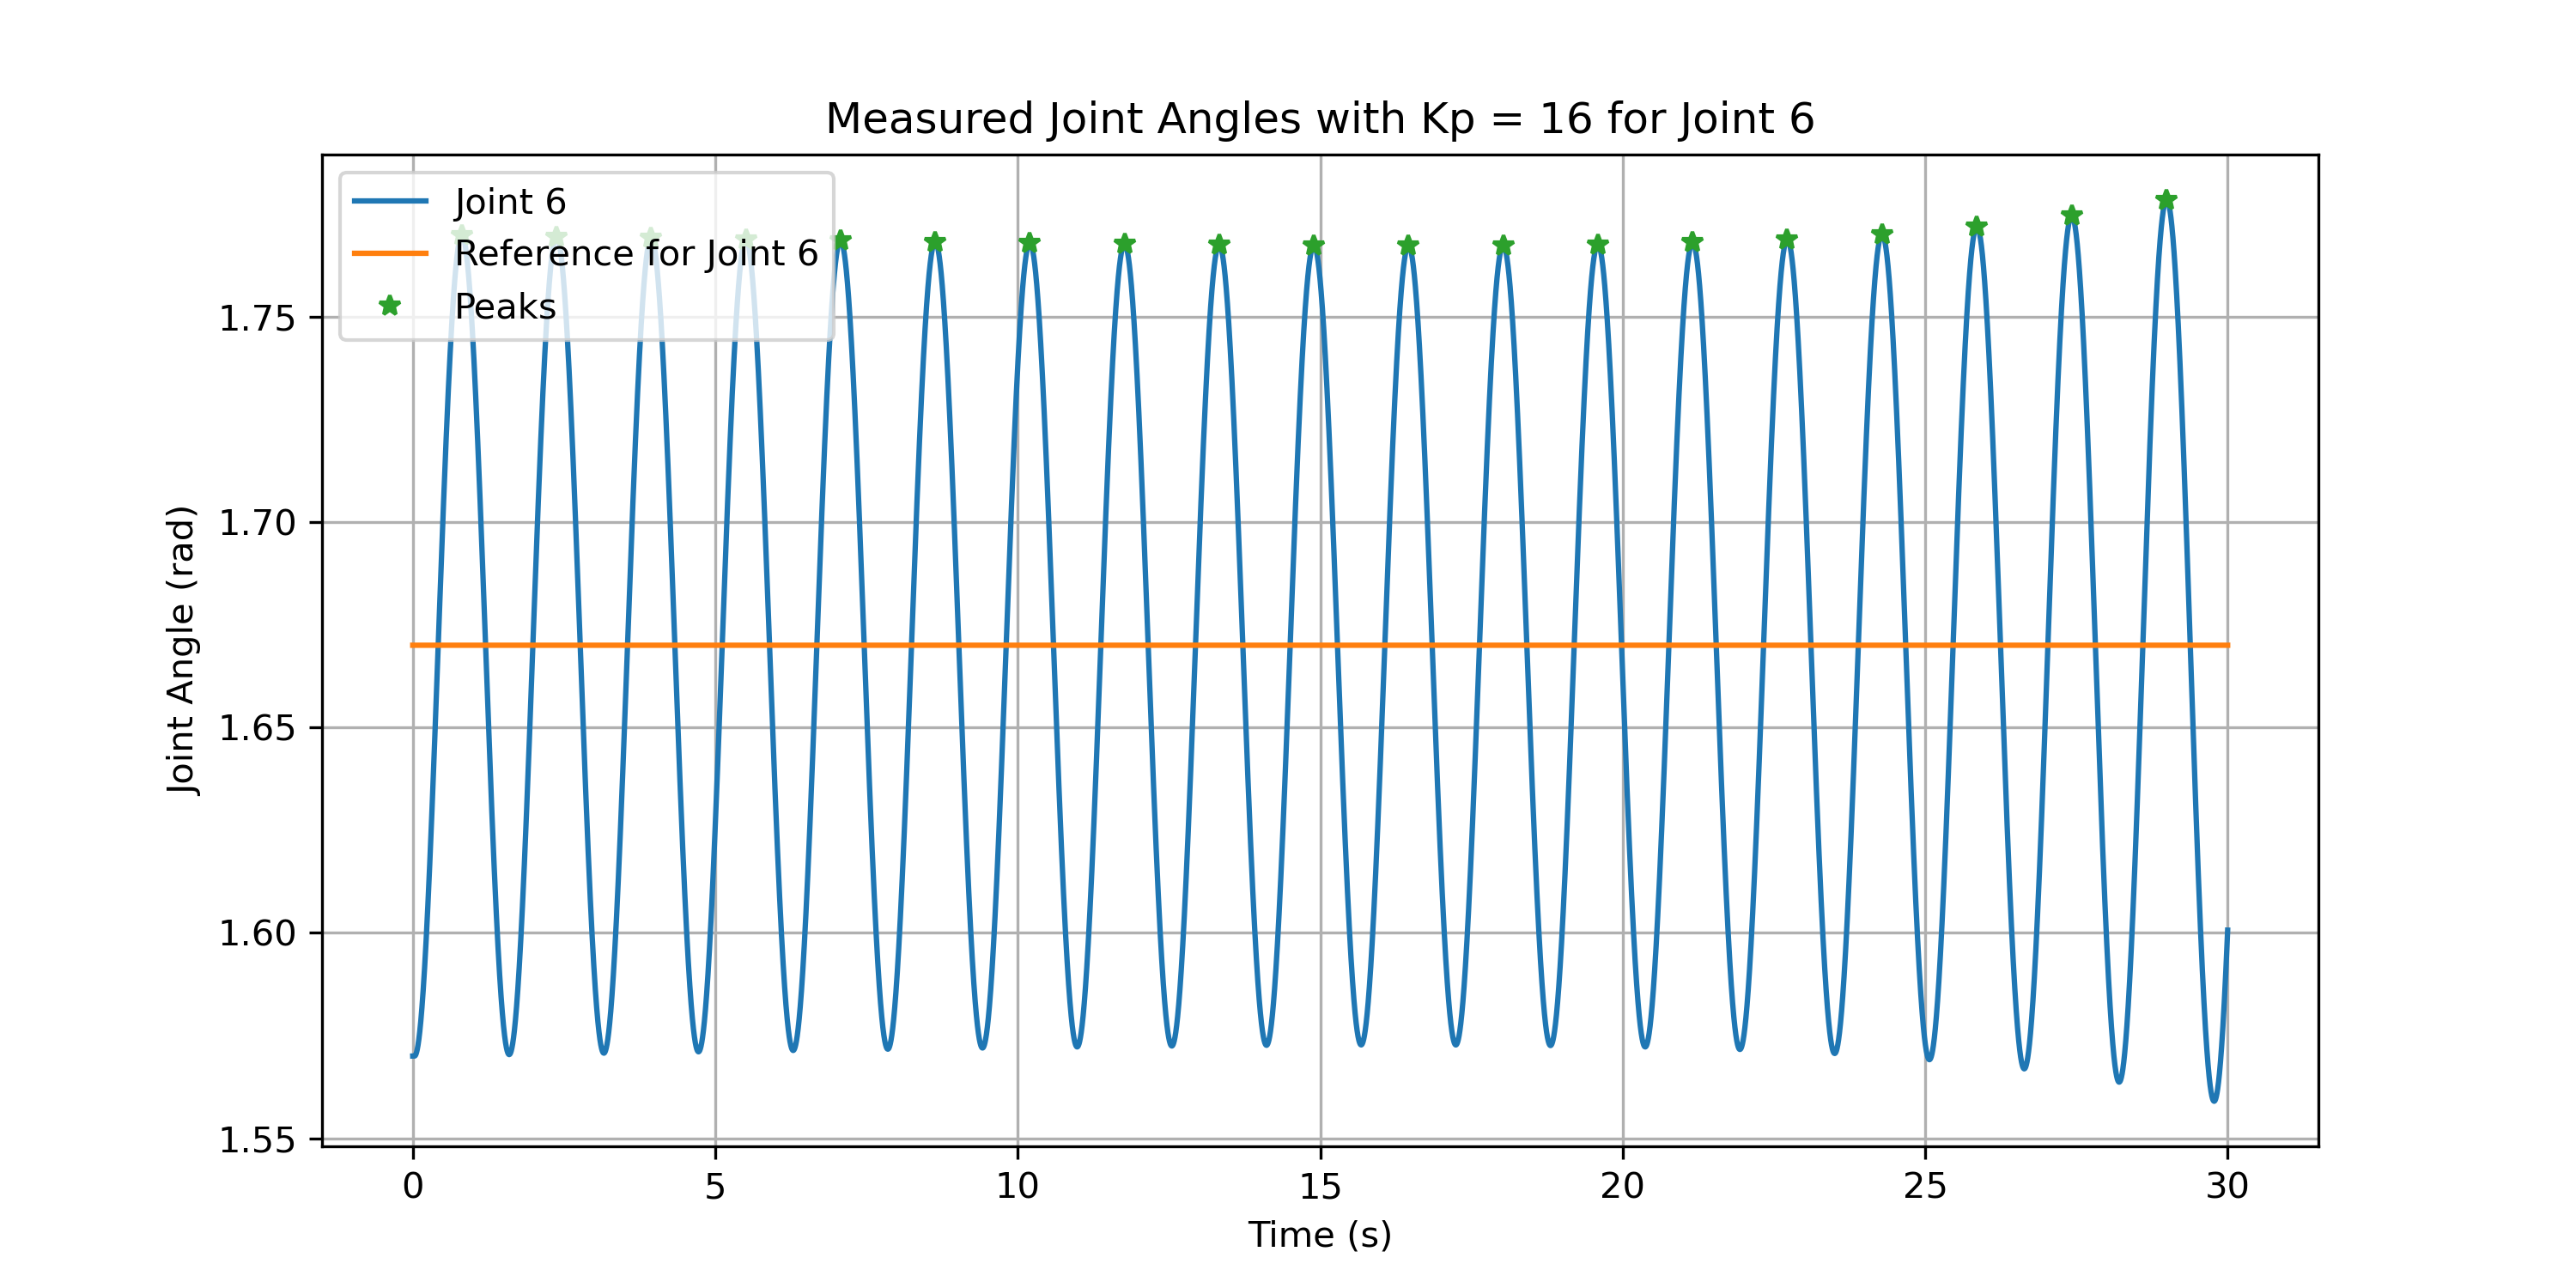 Measured Joint Angles with Kp = 16 for Joint 6
Joint 6
Reference for Joint 6
Peaks
Joint Angle (rad)
1.75
1.70
1.65
1.60
1.55
0 5 10 15 20 25 30
Time (s)